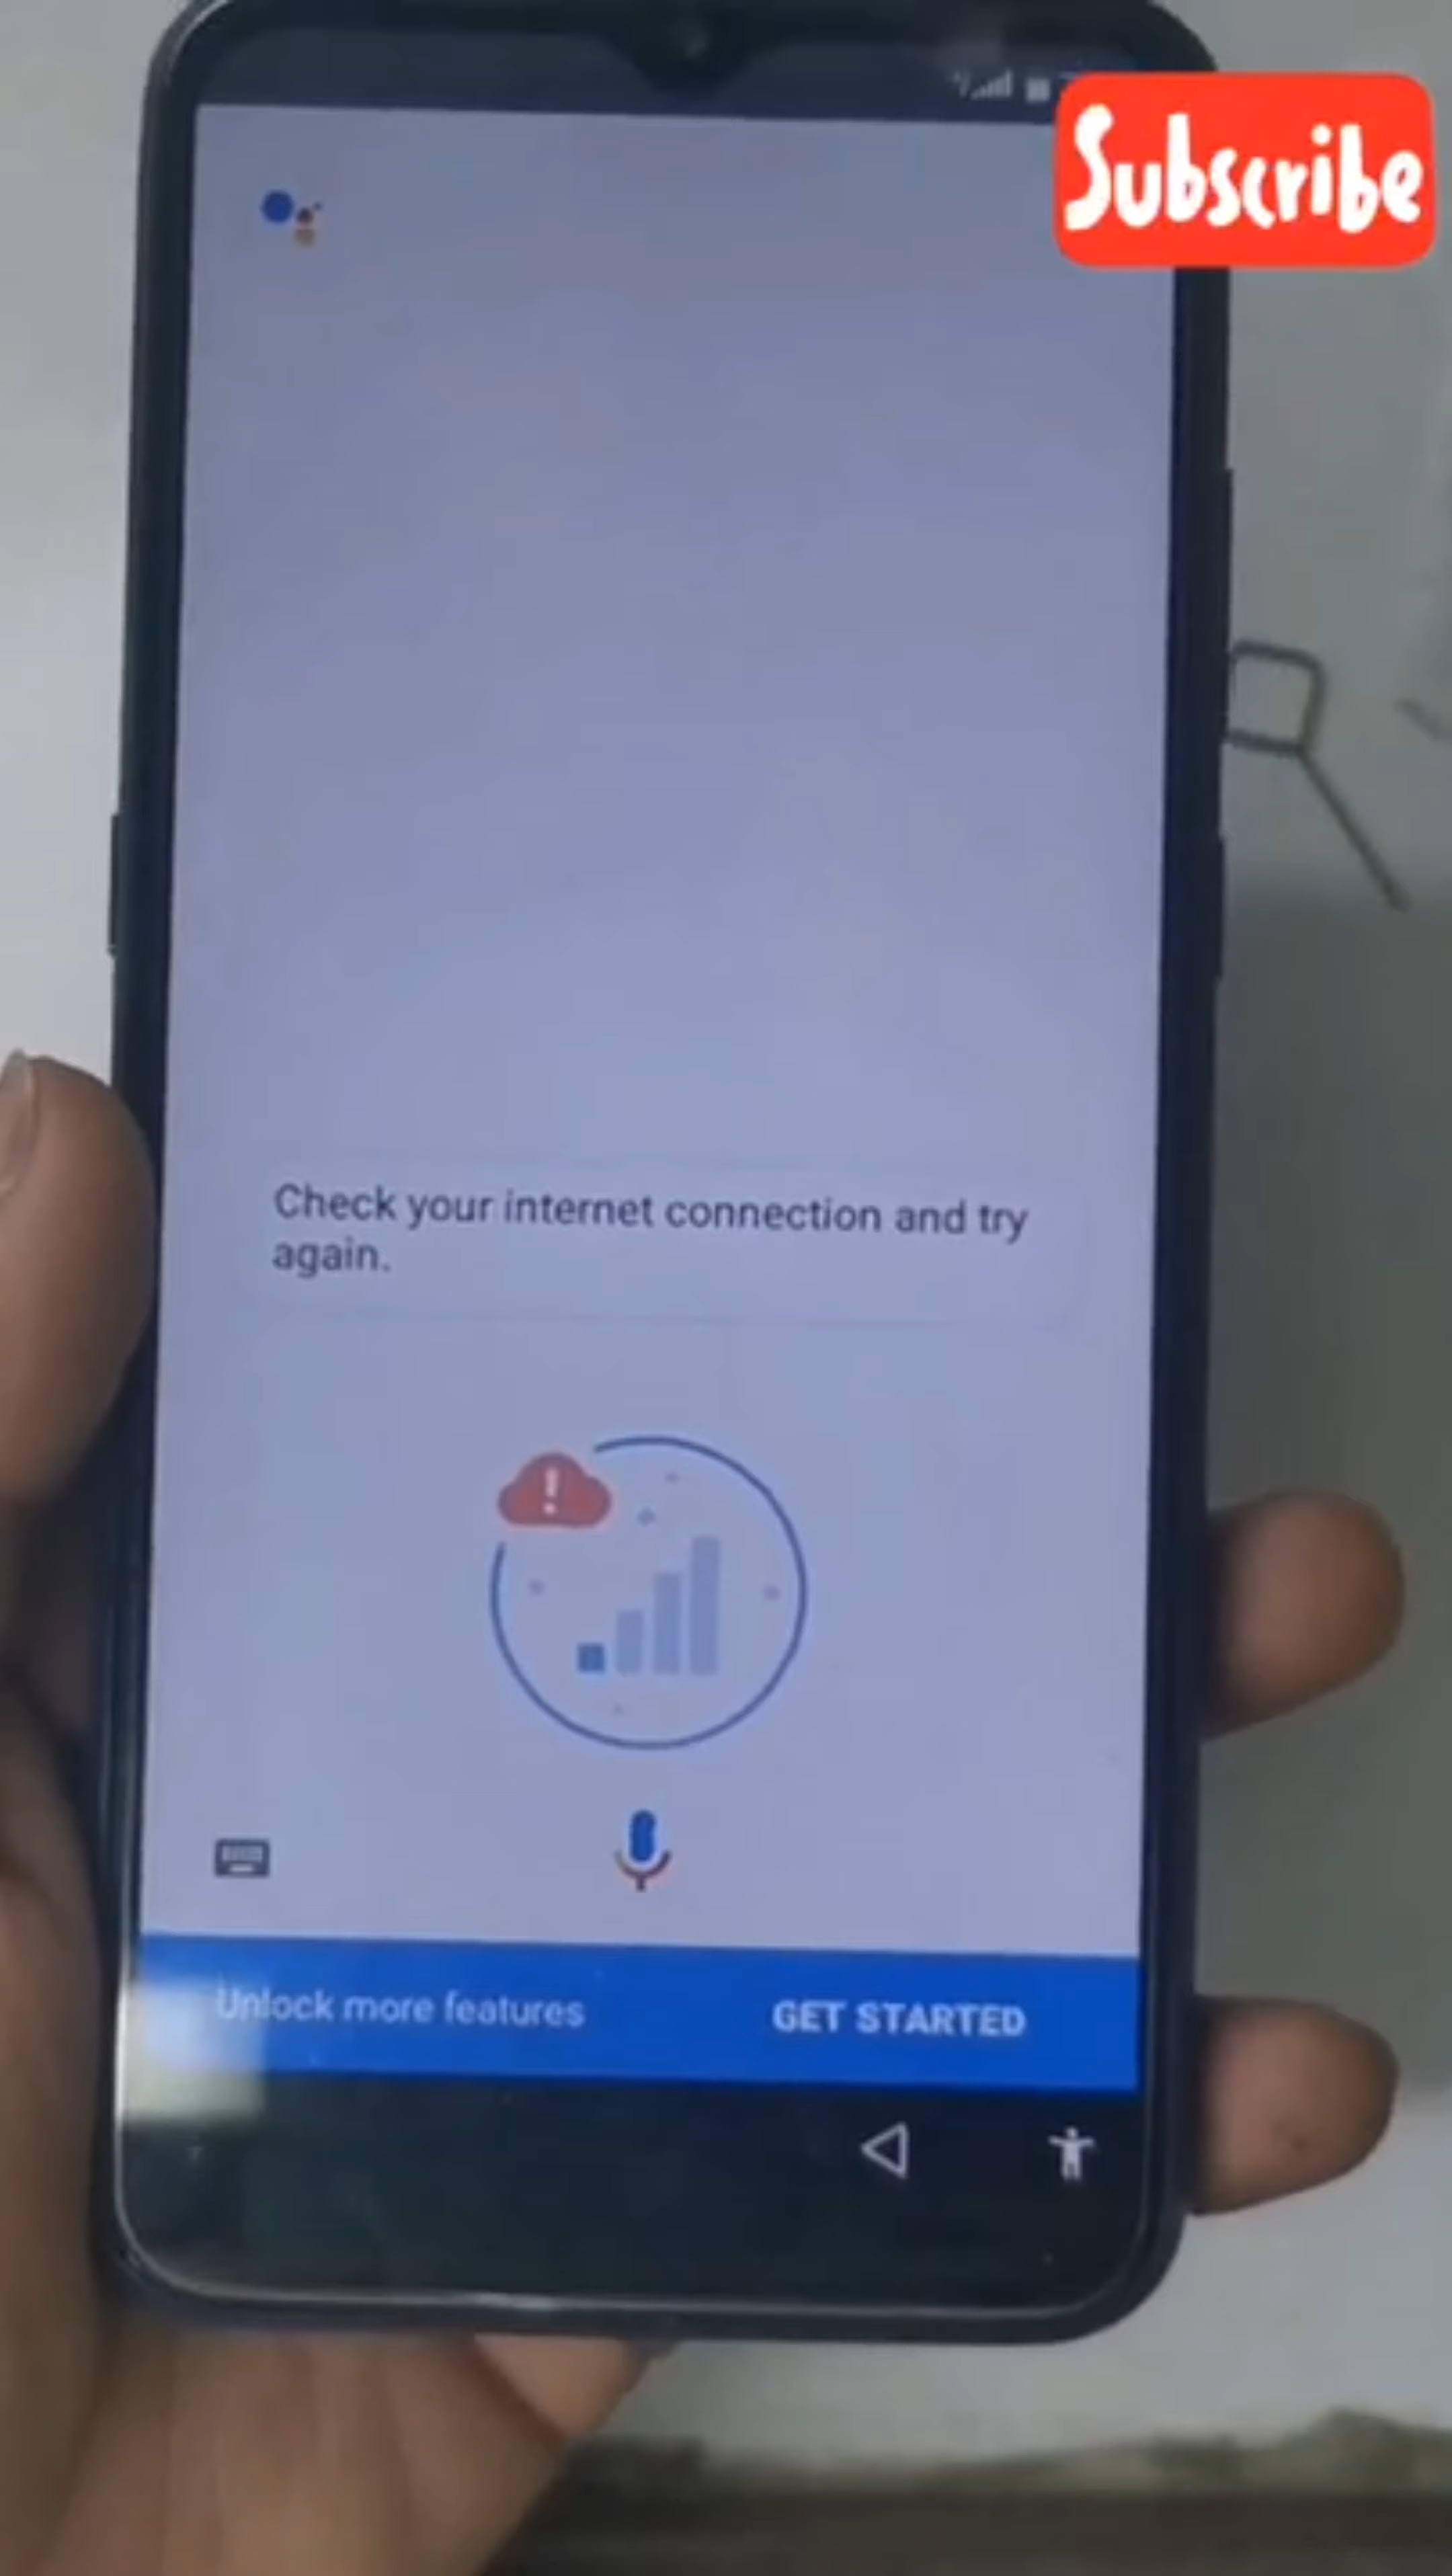 Subscribe
Check your internet connection and try
again.
Unlock more features
GET STARTED